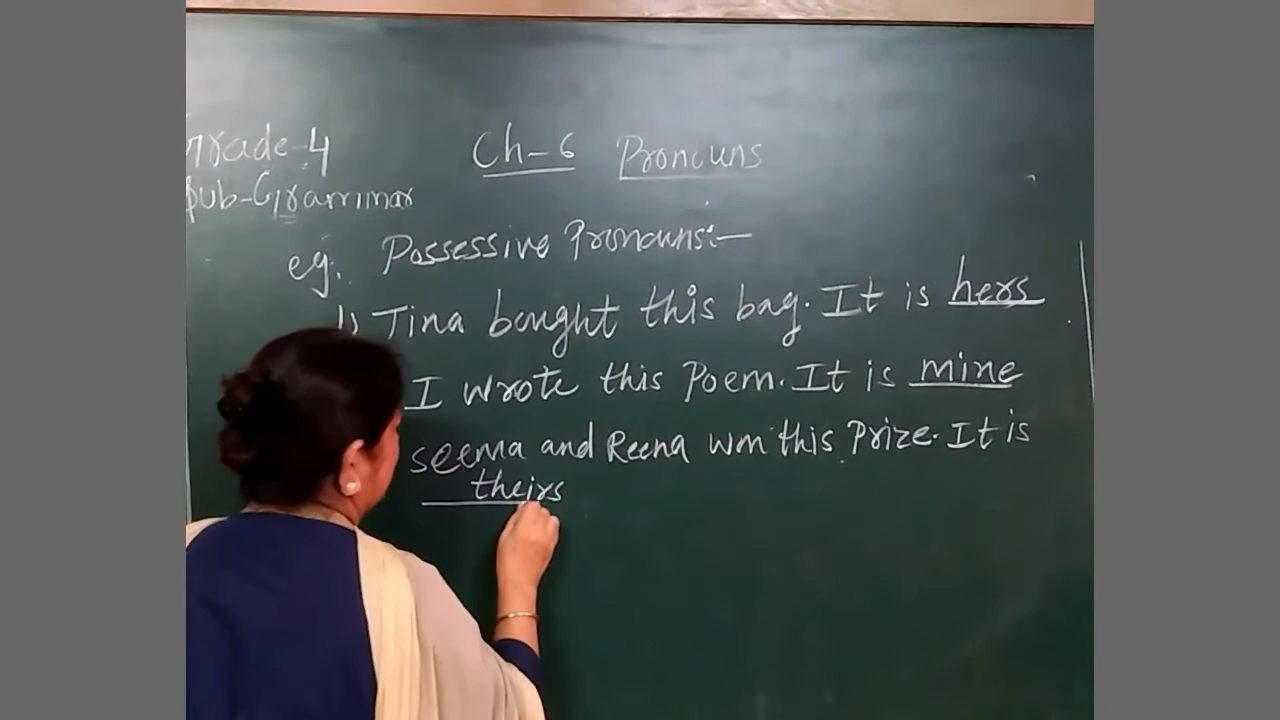 Grade-4
Ch-6 Pronouns
Sub-Grammar
eg. Possessive Pronouns:-
1) Tina bought this bag. It is hers
I wrote this Poem. It is mine
Seema and Reena won this Prize. It is
theirs